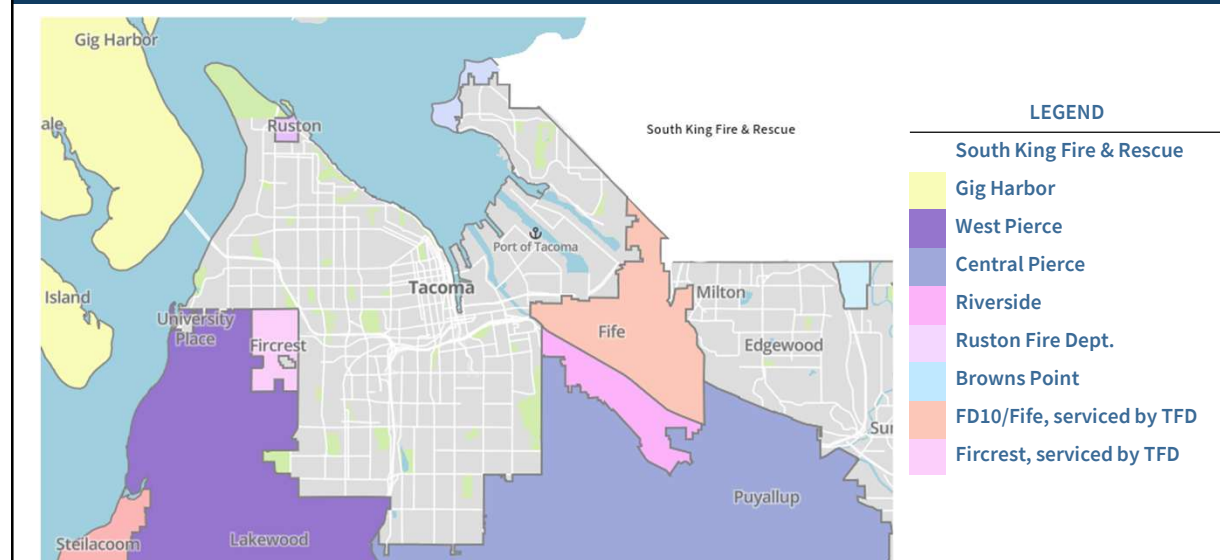 Gig Harbor
ale
Ruston
South King Fire & Rescue
Port of Tacoma
Tacoma
Island
University
Place
Fircrest
Fife
Milton
Edgewood
Sur
Puyallup
Steilacoom
Lakewood
LEGEND
South King Fire & Rescue
Gig Harbor
West Pierce
Central Pierce
Riverside
Ruston Fire Dept.
Browns Point
FD10/Fife, serviced by TFD
Fircrest, serviced by TFD